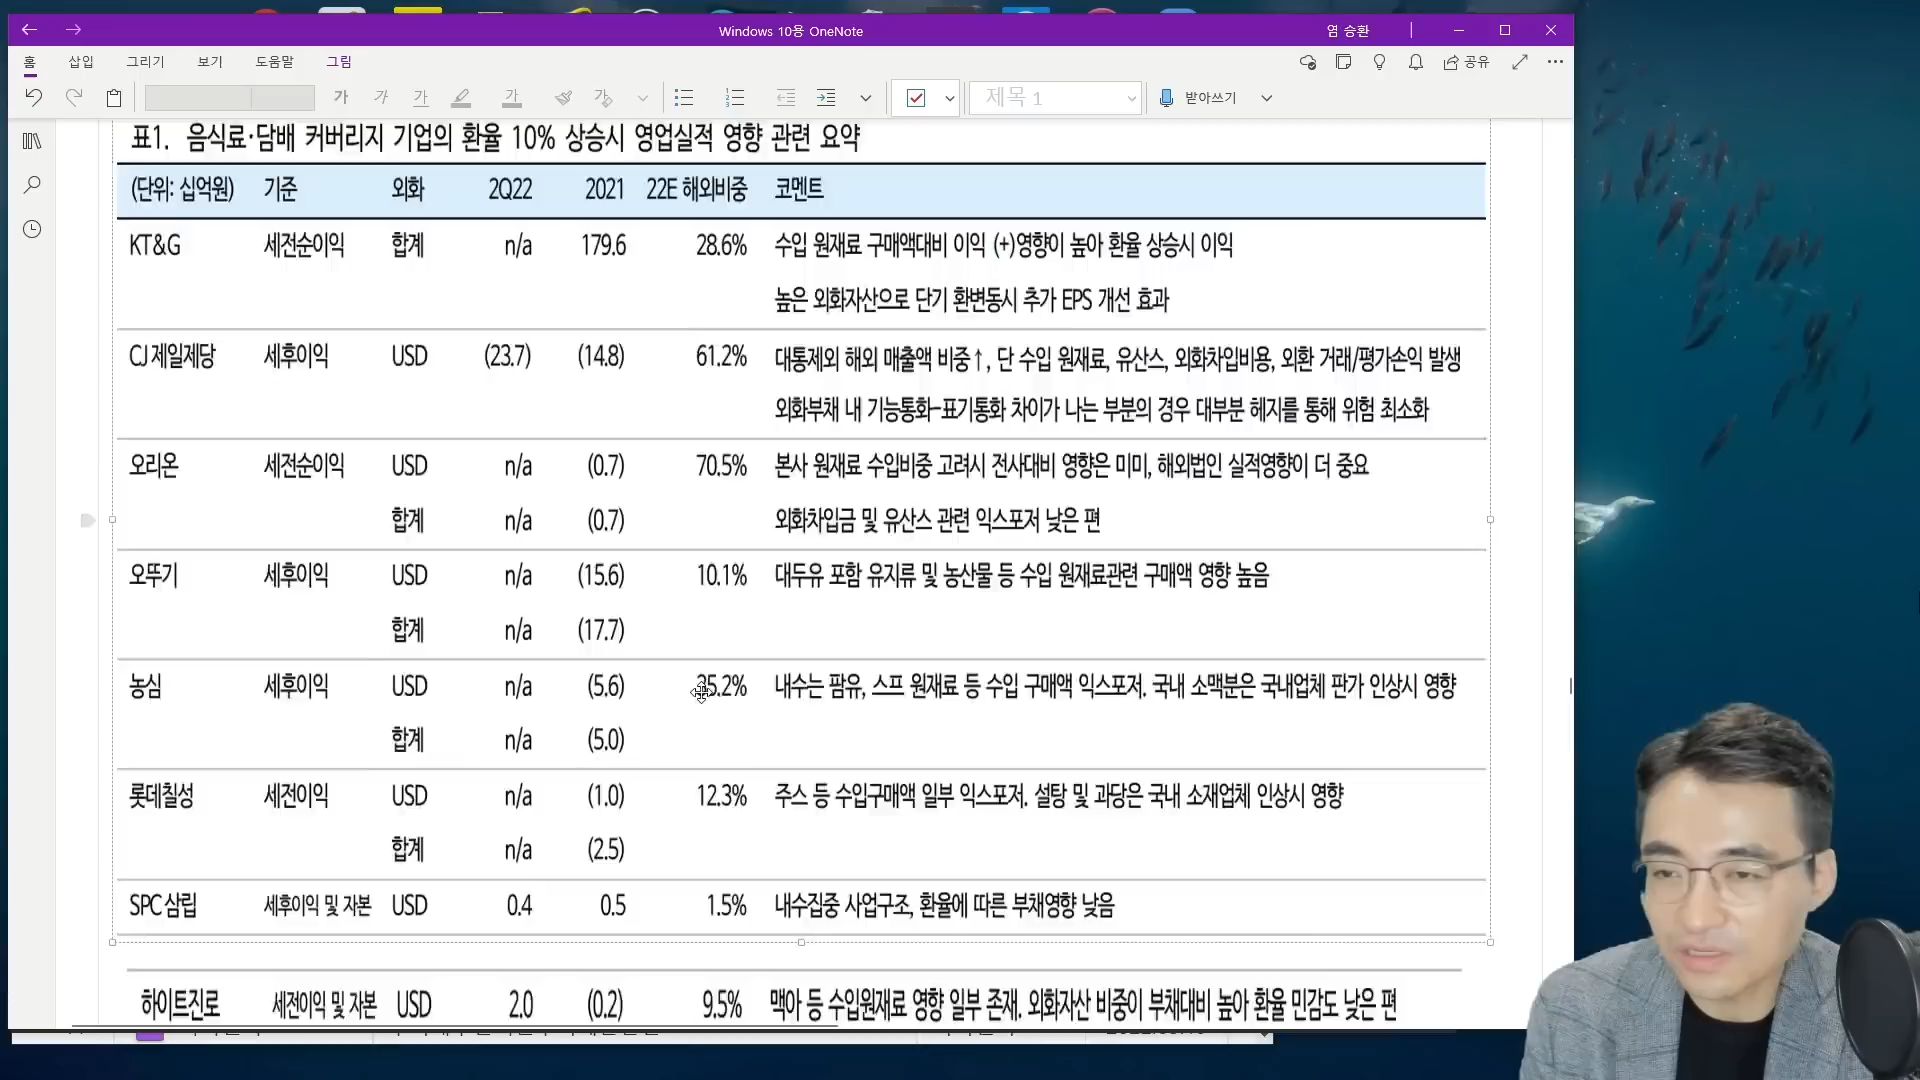 Windows 10용 OneNote
염 승환
홈 삽입 그리기 보기 도움말 그림
공유
가 가 가 가 가
제목 1
받아쓰기
표1. 음식료·담배 커버리지 기업의 환율 10% 상승시 영업실적 영향 관련 요약
(단위: 십억원) 기준 외화 2Q22 2021 22E 해외비중 코멘트
KT&G 세전순이익 합계 n/a 179.6 28.6% 수입 원재료 구매액대비 이익 (+)영향이 높아 환율 상승시 이익
높은 외화자산으로 단기 환변동시 추가 EPS 개선 효과
CJ제일제당 세후이익 USD (23.7) (14.8) 61.2% 대통제외 해외 매출액 비중↑, 단 수입 원재료, 유산스, 외화차입비용, 외환 거래/평가손익 발생
외화부채 내 기능통화-표기통화 차이가 나는 부분의 경우 대부분 헤지를 통해 위험 최소화
오리온 세전순이익 USD n/a (0.7) 70.5% 본사 원재료 수입비중 고려시 전사대비 영향은 미미, 해외법인 실적영향이 더 중요
합계 n/a (0.7) 외화차입금 및 유산스 관련 익스포저 낮은 편
오뚜기 세후이익 USD n/a (15.6) 10.1% 대두유 포함 유지류 및 농산물 등 수입 원재료관련 구매액 영향 높음
합계 n/a (17.7)
농심 세후이익 USD n/a (5.6) 5.2% 내수는 팜유, 스프 원재료 등 수입 구매액 익스포저. 국내 소맥분은 국내업체 판가 인상시 영향
합계 n/a (5.0)
롯데칠성 세전이익 USD n/a (1.0) 12.3% 주스 등 수입구매액 일부 익스포저. 설탕 및 과당은 국내 소재업체 인상시 영향
합계 n/a (2.5)
SPC삼립 세후이익 및 자본 USD 0.4 0.5 1.5% 내수집중 사업구조, 환율에 따른 부채영향 낮음
하이트진로 세전이익 및 자본 USD 2.0 (0.2) 9.5% 맥아 등 수입원재료 영향 일부 존재. 외화자산 비중이 부채대비 높아 환율 민감도 낮은 편